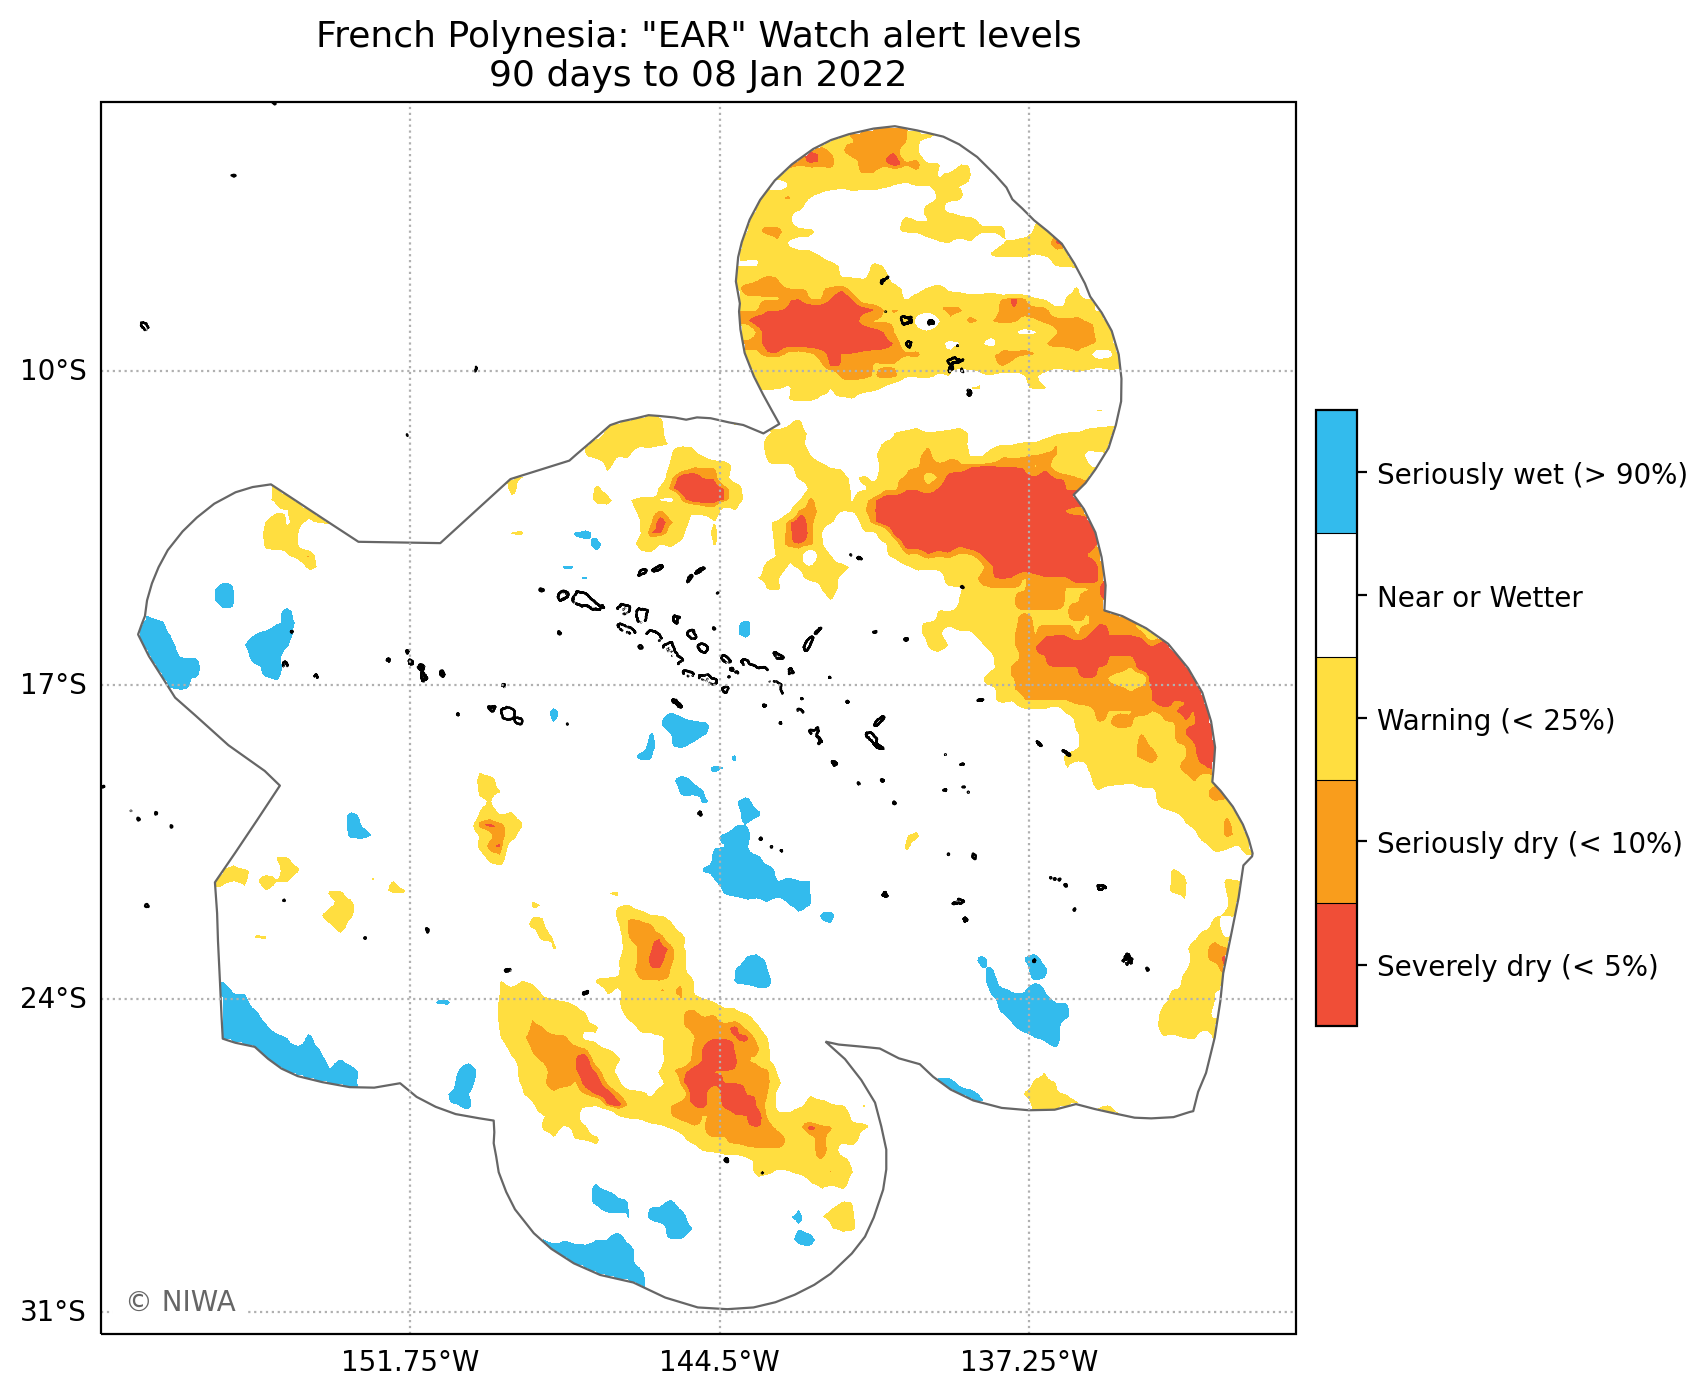 French Polynesia: "EAR" Watch alert levels
90 days to 08 Jan 2022
10°S
17°S
24°S
31°S
151.75°W
144.5°W
137.25°W
© NIWA
Seriously wet (> 90%)
Near or Wetter
Warning (< 25%)
Seriously dry (< 10%)
Severely dry (< 5%)